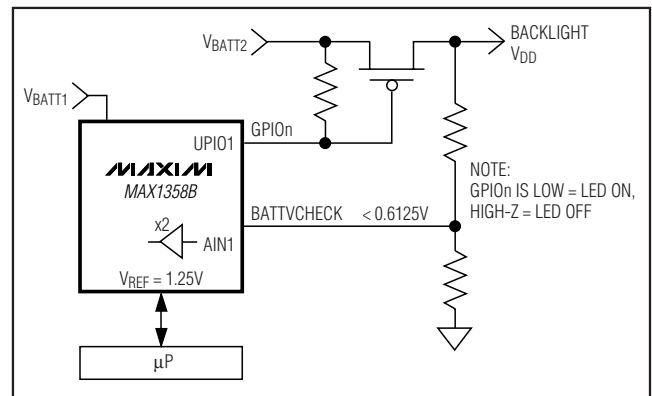 VBATT2
BACKLIGHT
VDD
VBATT1
GPIOn
UPIO1
MAXIM
MAX1358B
NOTE:
GPIOn IS LOW = LED ON,
HIGH-Z = LED OFF
BATTVCHECK < 0.6125V
x2
AIN1
VREF = 1.25V
µP